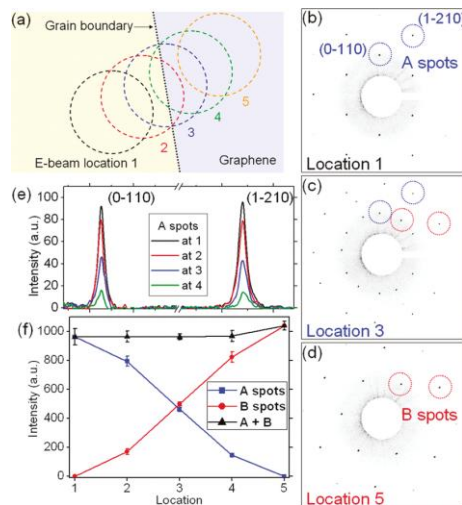 (a)
Grain boundary
1
2
3
4
5
E-beam location 1
Graphene
(b)
(1-210)
(0-110)
A spots
Location 1
(c)
Location 3
(d)
B spots
Location 5
(e)
(0-110)
(1-210)
Intensity (a.u.)
100
80
60
40
20
0
A spots
at 1
at 2
at 3
at 4
(f)
Intensity (a.u.)
1000
800
600
400
200
0
A spots
B spots
A + B
1 2 3 4 5
Location